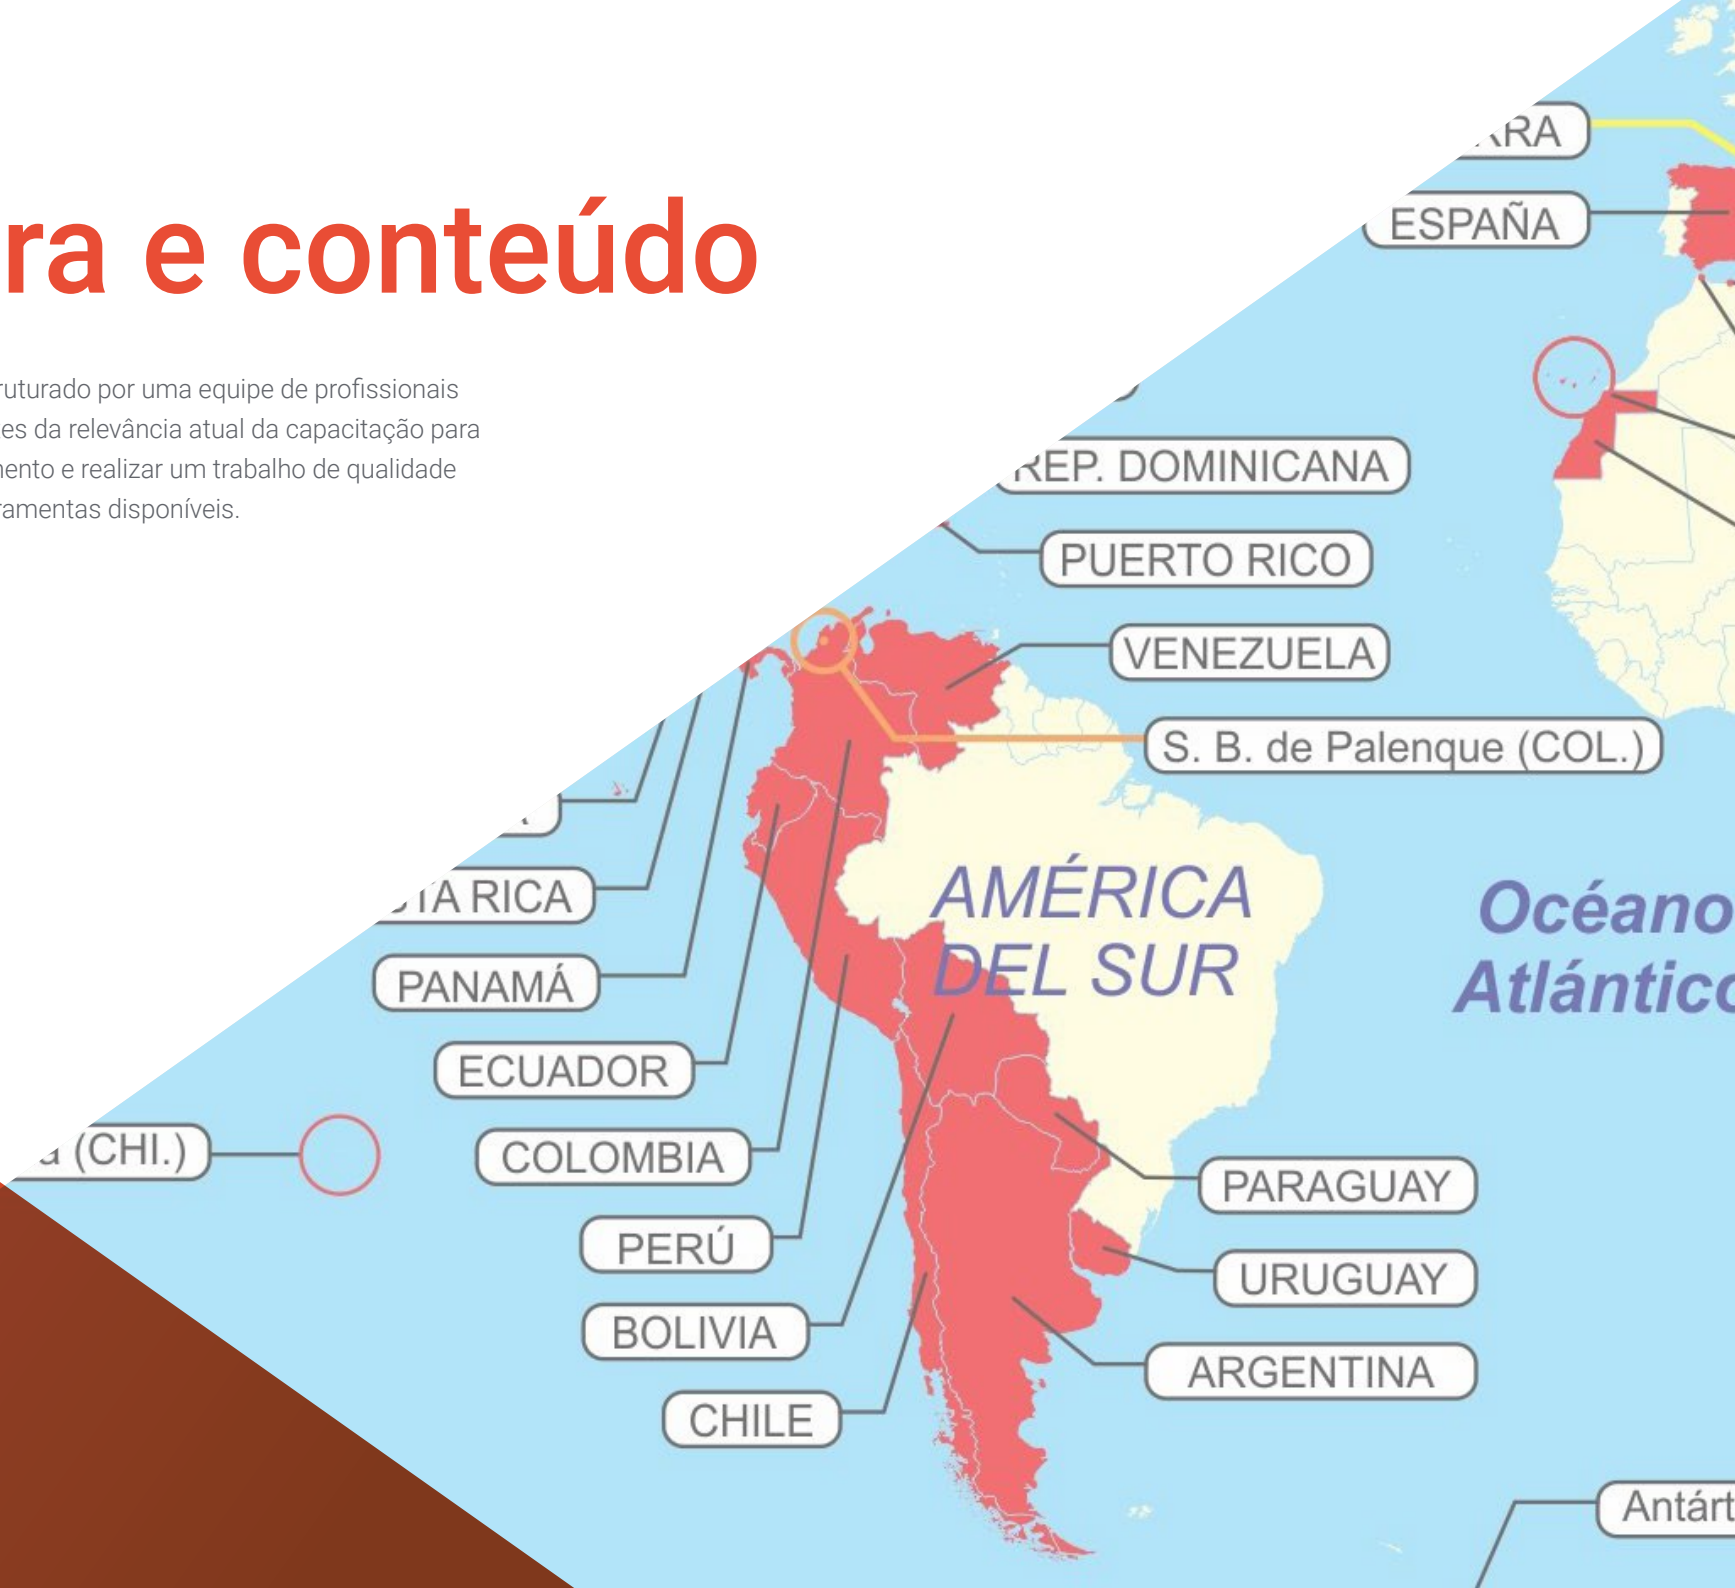 ra e conteúdo
ruturado por uma equipe de profissionais
es da relevância atual da capacitação para
ento e realizar um trabalho de qualidade
ramentas disponíveis.
RA
ESPAÑA
REP. DOMINICANA
PUERTO RICO
VENEZUELA
S. B. de Palenque (COL.)
TA RICA
PANAMÁ
ECUADOR
COLOMBIA
(CHI.)
PERÚ
BOLIVIA
CHILE
AMÉRICA
DEL SUR
Océano
Atlántico
PARAGUAY
URUGUAY
ARGENTINA
Antárt